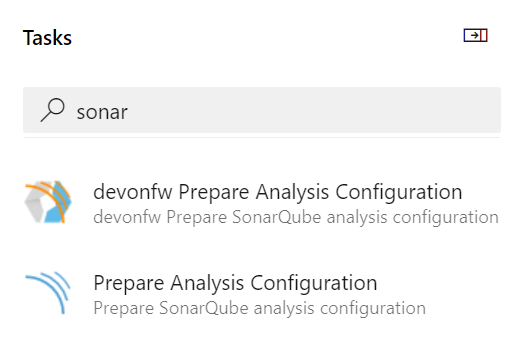 Tasks
sonar
devonfw Prepare Analysis Configuration
devonfw Prepare SonarQube analysis configuration
Prepare Analysis Configuration
Prepare SonarQube analysis configuration